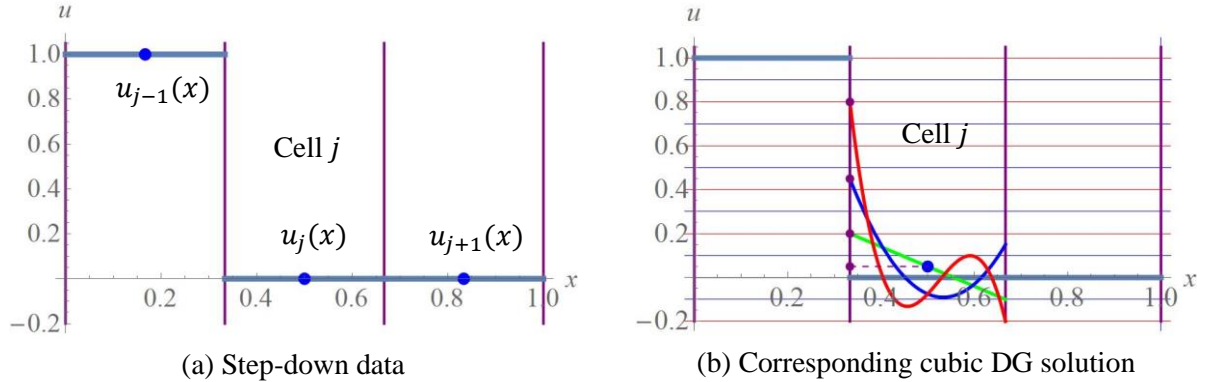 u
1.0
0.8
0.6
0.4
0.2
−0.2
0.2
0.4
0.6
0.8
1.0
x
u_{j−1}(x)
Cell j
u_j(x)
u_{j+1}(x)
(a) Step-down data
u
1.0
0.8
0.6
0.4
0.2
−0.2
0.2
0.4
0.6
0.8
1.0
x
Cell j
(b) Corresponding cubic DG solution